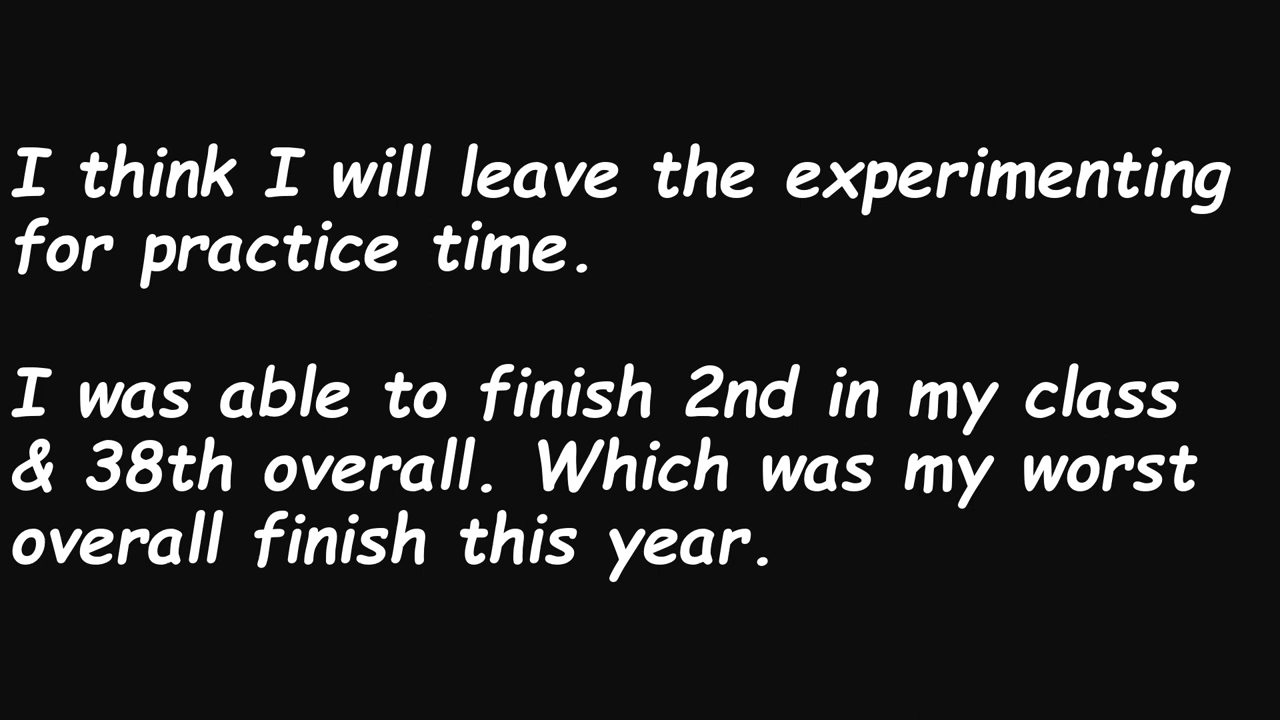 I think I will leave the experimenting
for practice time.
I was able to finish 2nd in my class
& 38th overall. Which was my worst
overall finish this year.